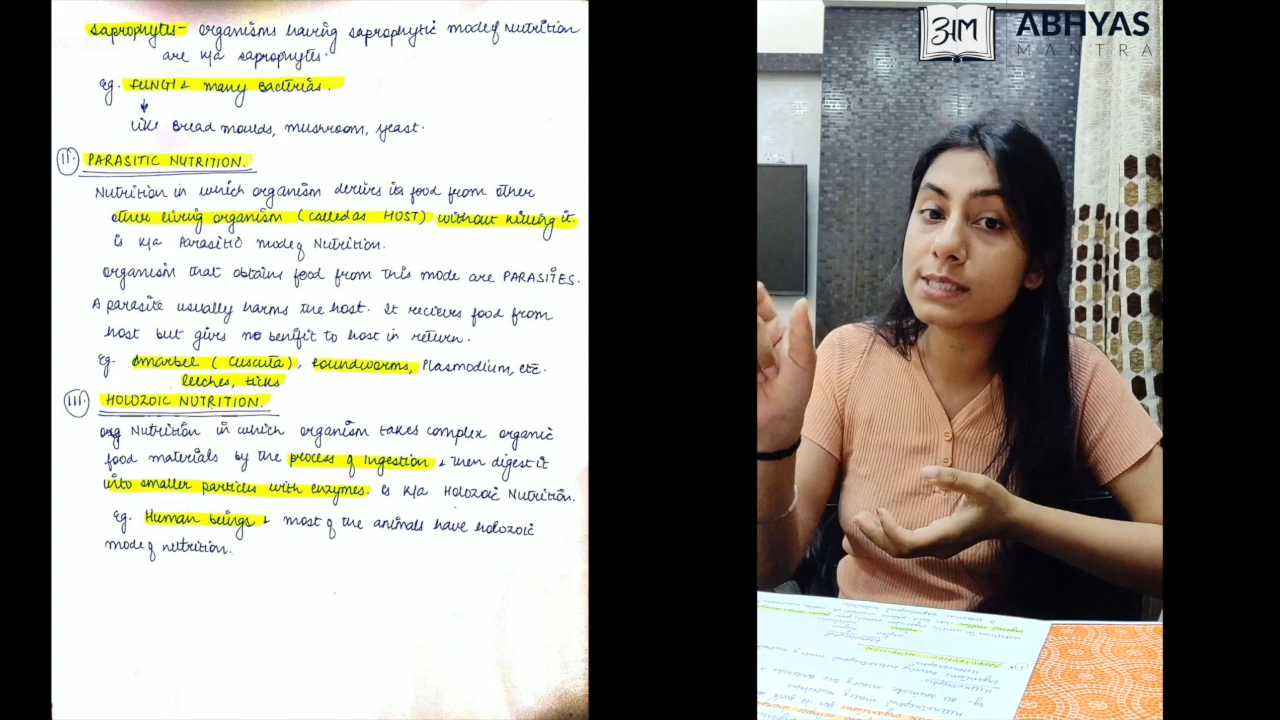 Saprophytes- organisms having saprophytic mode of Nutrition
are k/a saprophytes.
Eg. FUNGI & many Bacterias.
like Bread moulds, mushroom, yeast.
II. PARASITIC NUTRITION.
Nutrition in which organism derives its food from other
other living organism (called as HOST) without killing it.
is k/a Parasitic mode of Nutrition.
organism that obtains food from this mode are PARASITES.
A parasite usually harms the host. It recieves food from
host but gives no benifit to host in return.
Eg. Amarbel (Cuscuta), roundworms, Plasmodium, etc.
leeches, ticks
III. HOLOZOIC NUTRITION.
Nutrition in which organism takes complex organic
food materials by the process of ingestion & then digest it
into smaller particles with enzymes. is k/a Holozoic Nutrition.
Eg. Human beings & most of the animals have holozoic
mode of nutrition.
अM
ABHYAS
MANTRA